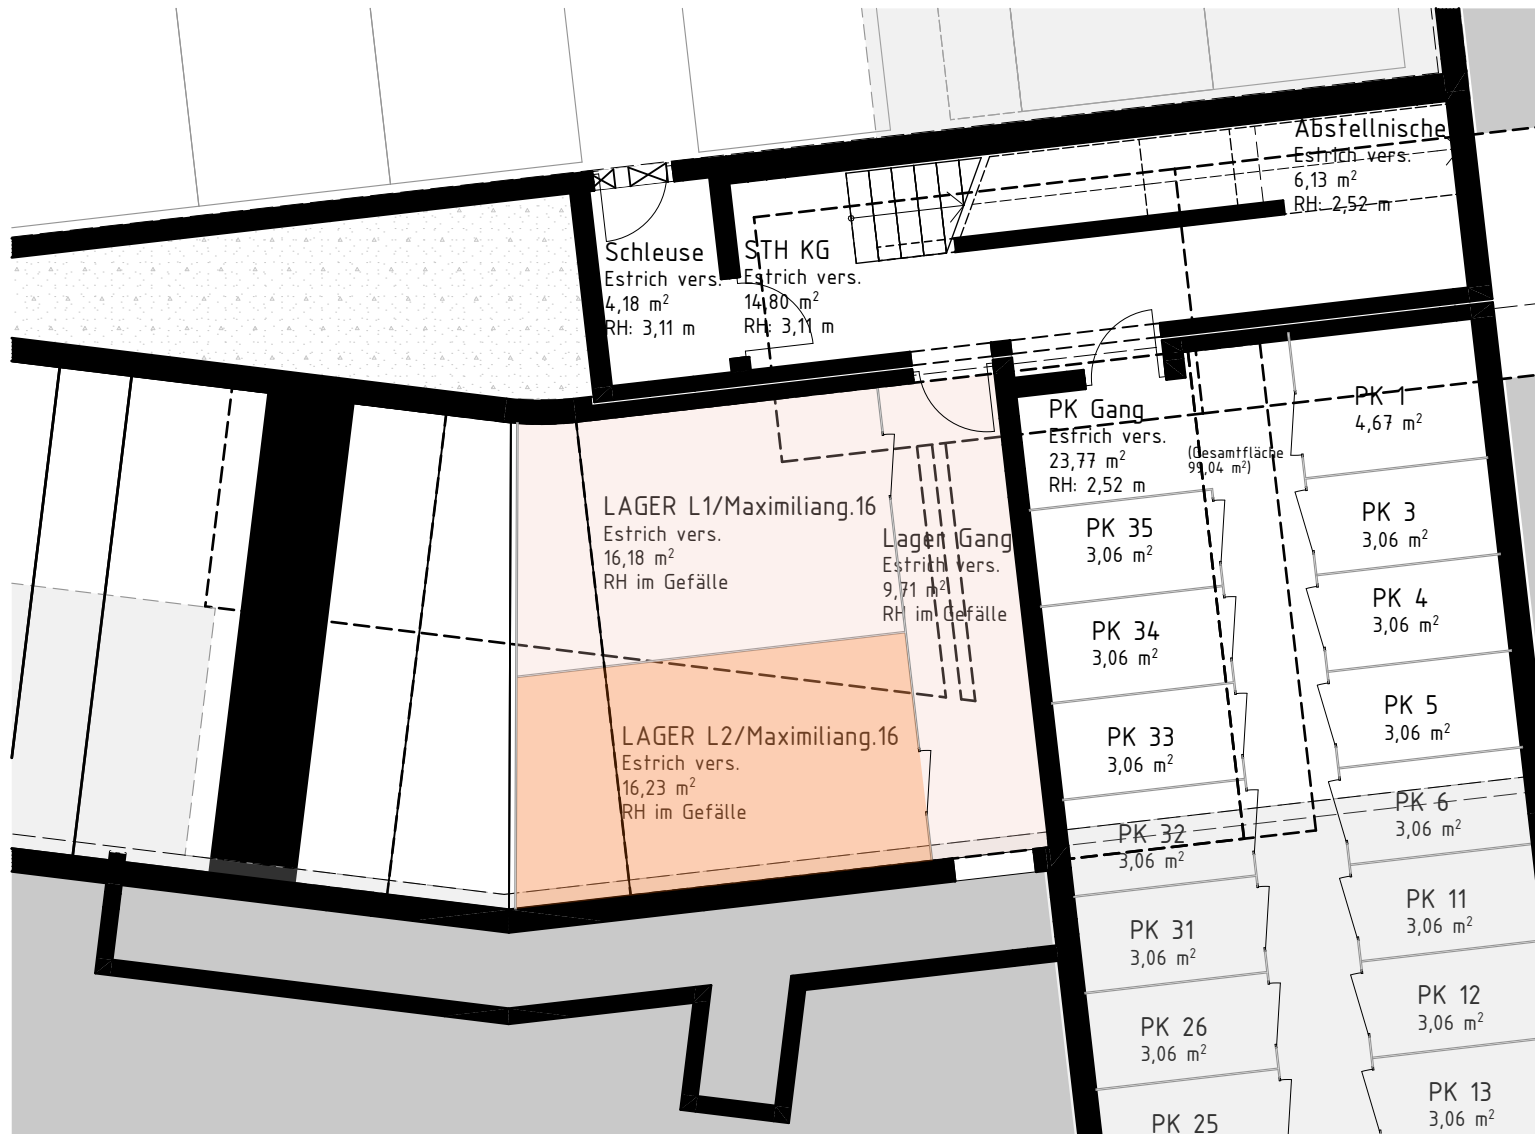 Abstellnische
Estrich vers.
6,13 m²
RH: 2,52 m
Schleuse
Estrich vers.
4,18 m²
RH: 3,11 m
STH KG
Estrich vers.
14,80 m²
RH: 3,11 m
PK Gang
Estrich vers.
23,77 m²
RH: 2,52 m
(Gesamtfläche
99,04 m²)
PK 1
4,67 m²
LAGER L1/Maximiliang.16
Estrich vers.
16,18 m²
RH im Gefälle
Lager Gang
Estrich vers.
9,71 m²
RH im Gefälle
PK 35
3,06 m²
PK 3
3,06 m²
PK 34
3,06 m²
PK 4
3,06 m²
LAGER L2/Maximiliang.16
Estrich vers.
16,23 m²
RH im Gefälle
PK 33
3,06 m²
PK 5
3,06 m²
PK 32
3,06 m²
PK 6
3,06 m²
PK 31
3,06 m²
PK 11
3,06 m²
PK 26
3,06 m²
PK 12
3,06 m²
PK 25
PK 13
3,06 m²